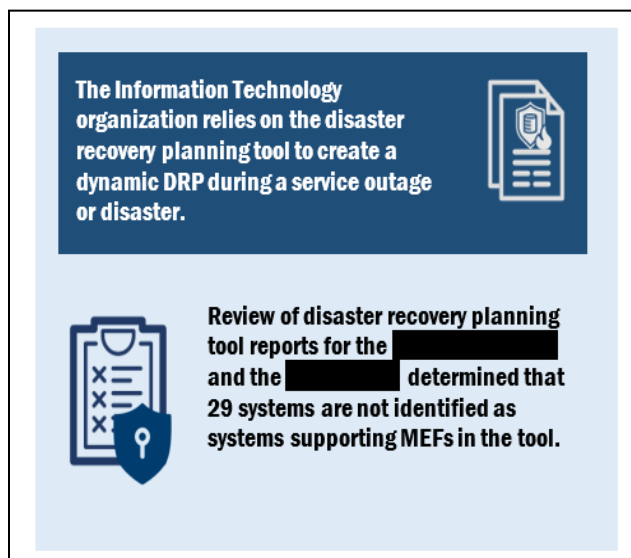 The Information Technology
organization relies on the disaster
recovery planning tool to create a
dynamic DRP during a service outage
or disaster.
Review of disaster recovery planning
tool reports for the
and the determined that
29 systems are not identified as
systems supporting MEFs in the tool.